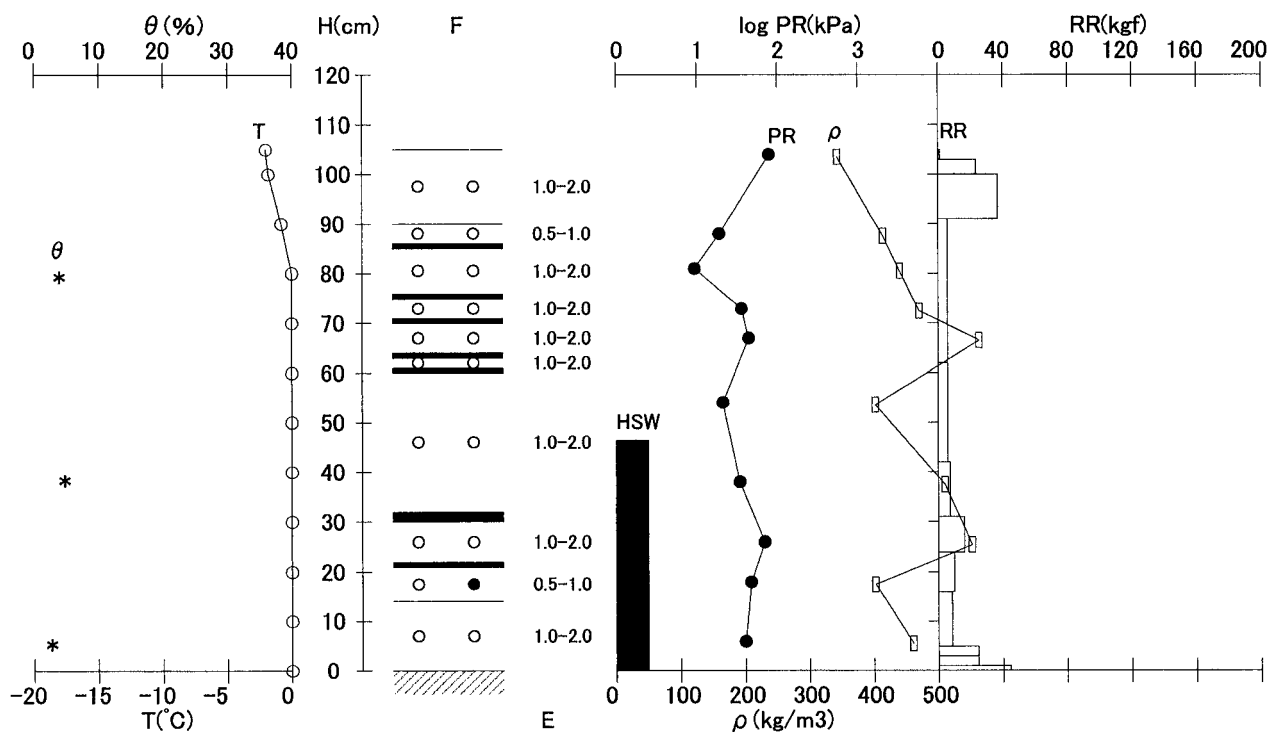 θ(%) H(cm) F log PR(kPa) RR(kgf)
0 10 20 30 40 0 1 2 3 0 40 80 120 160 200
120
110 T PR ρ RR
100 1.0-2.0
90 0.5-1.0
θ
80 1.0-2.0
* 
70 1.0-2.0
1.0-2.0
60 1.0-2.0
50 HSW
1.0-2.0
40
*
30
1.0-2.0
20
0.5-1.0
10 1.0-2.0
*
0
-20 -15 -10 -5 0 0 100 200 400 500
T(°C) E ρ(kg/m3)